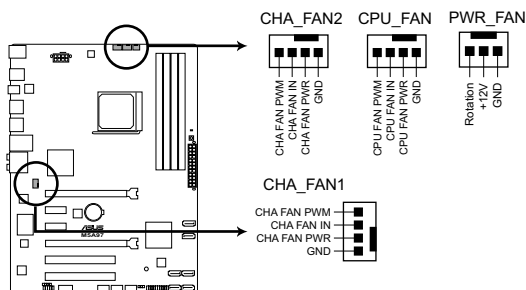 CHA_FAN2
CPU_FAN
PWR_FAN
CHA FAN PWM
CHA FAN IN
CHA FAN PWR
GND
CPU FAN PWM
CPU FAN IN
CPU FAN PWR
GND
Rotation
+12V
GND
CHA_FAN1
CHA FAN PWM
CHA FAN IN
CHA FAN PWR
GND
ASUS
M5A97